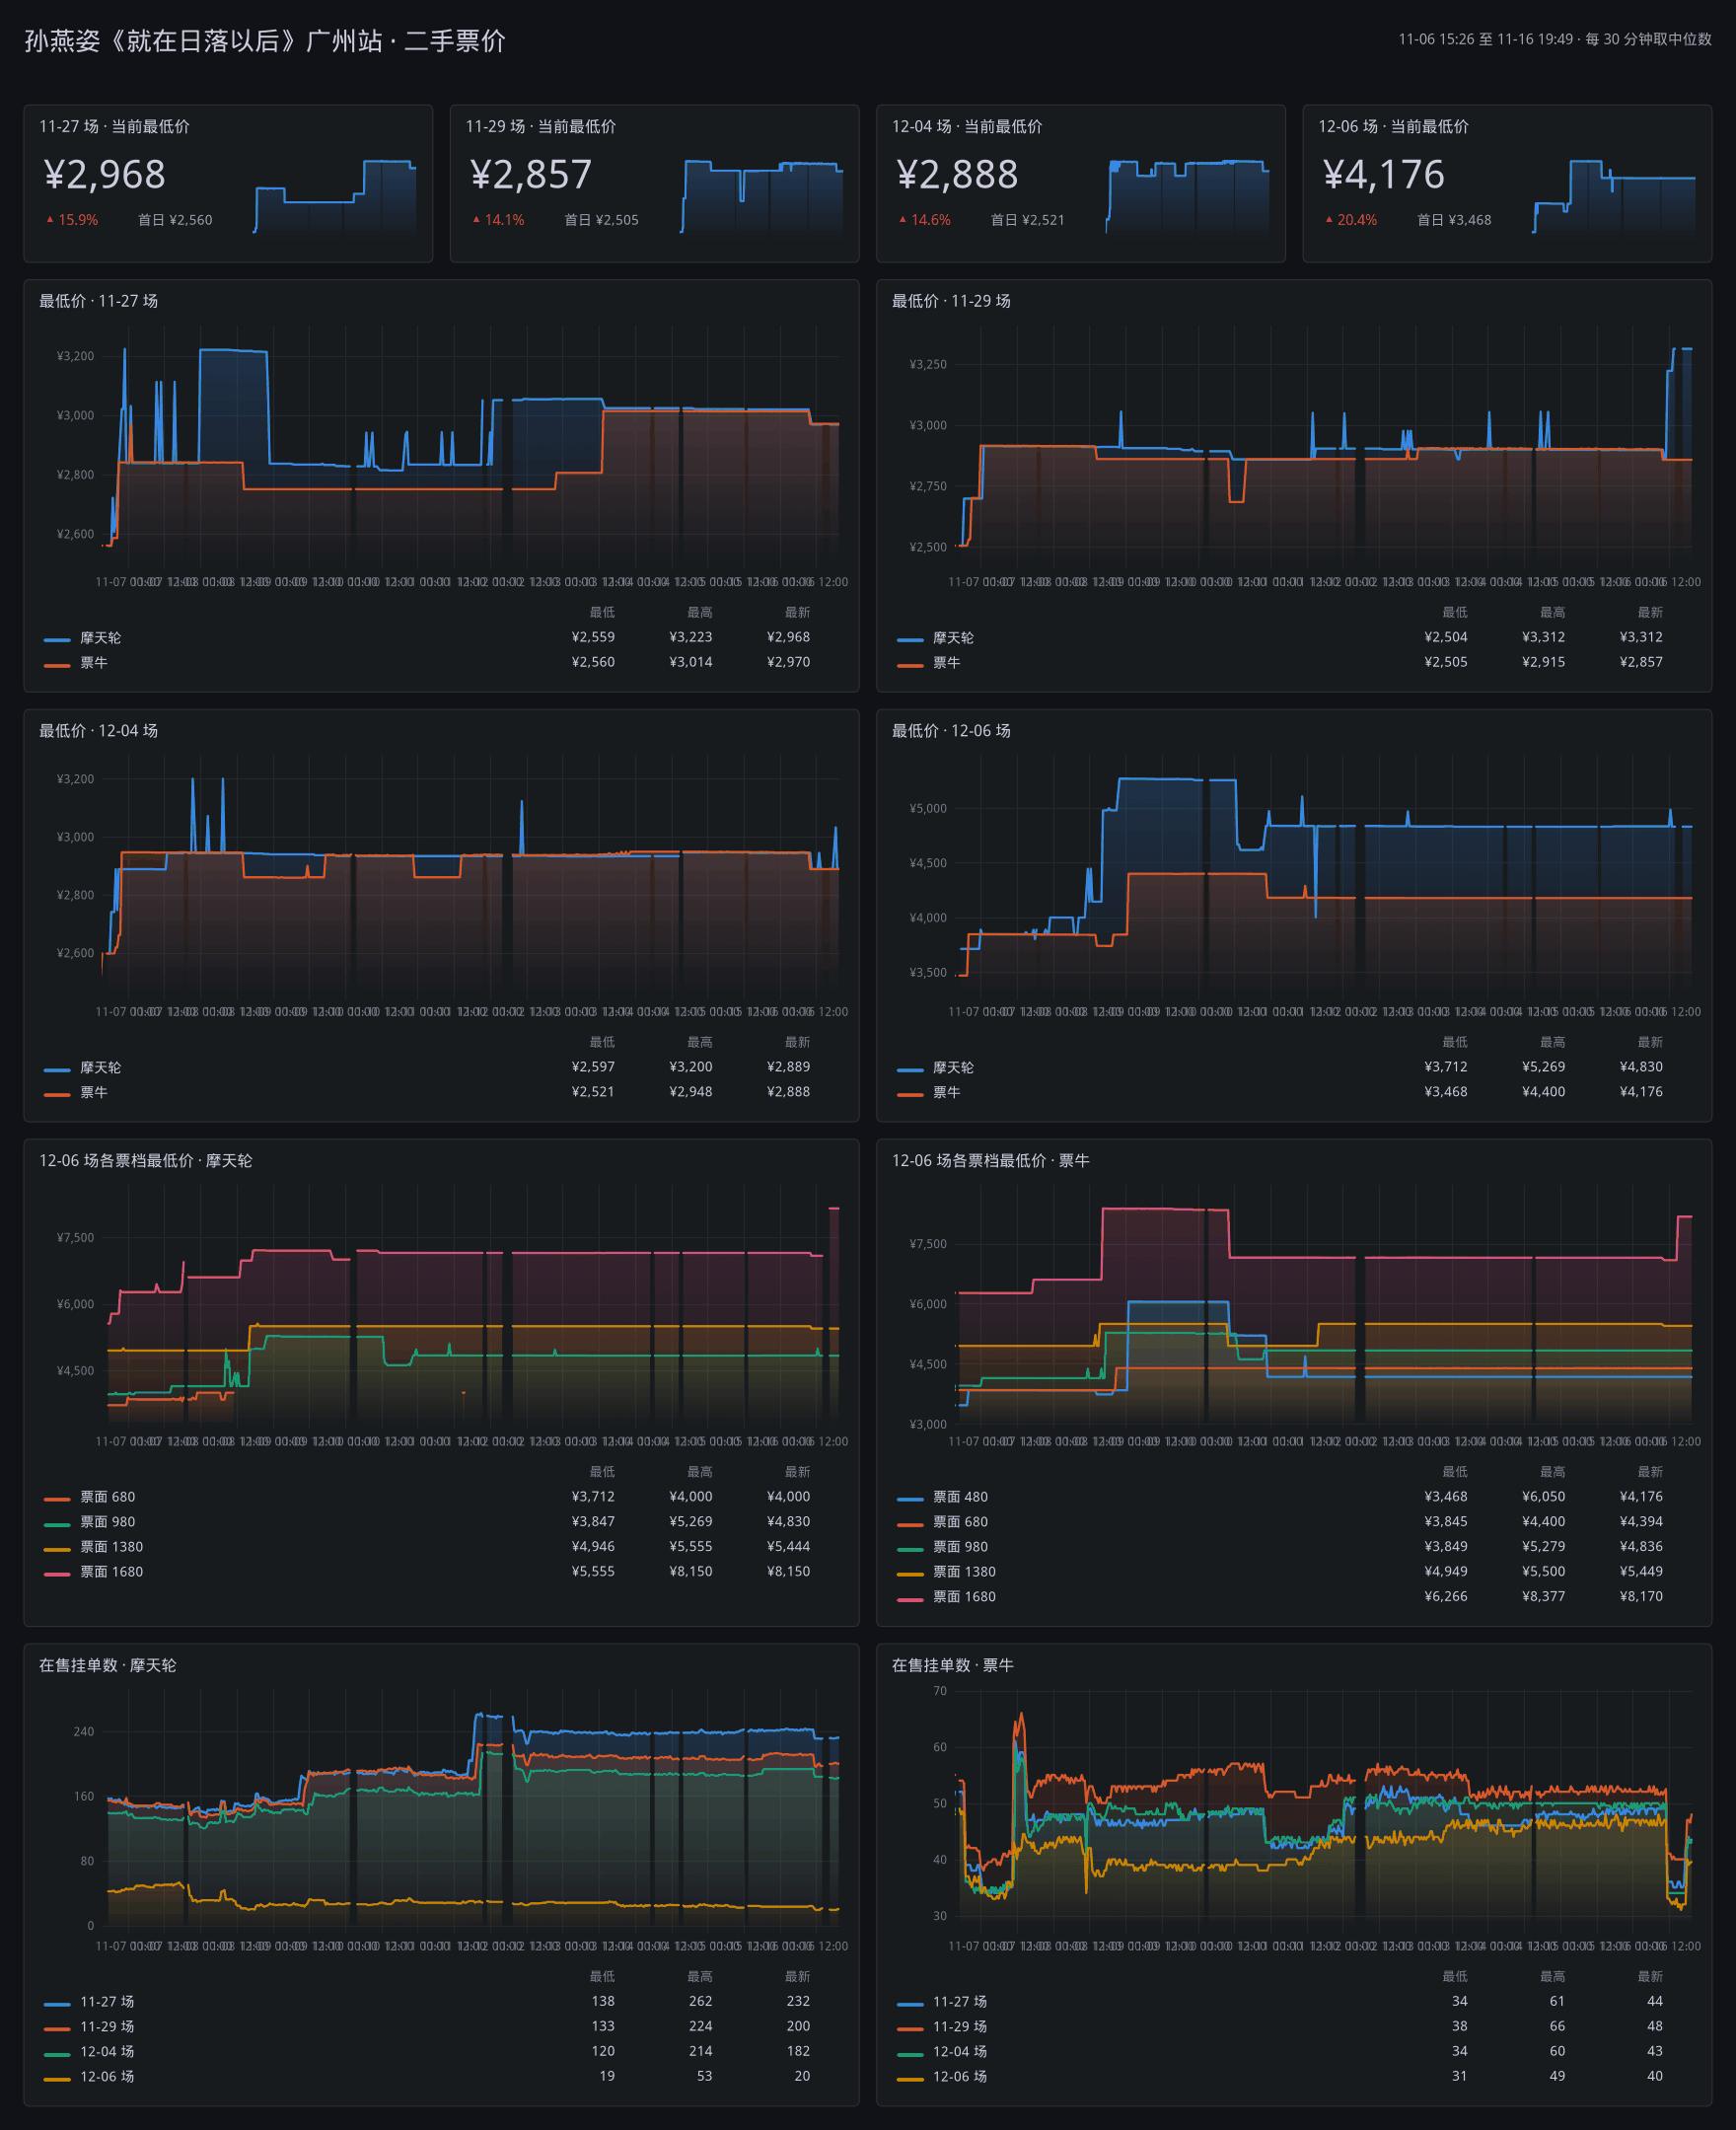 孙燕姿《就在日落以后》广州站 · 二手票价
11-06 15:26 至 11-16 19:49 · 每 30 分钟取中位数
11-27 场 · 当前最低价
¥2,968
▲ 15.9% 首日 ¥2,560
11-29 场 · 当前最低价
¥2,857
▲ 14.1% 首日 ¥2,505
12-04 场 · 当前最低价
¥2,888
▲ 14.6% 首日 ¥2,521
12-06 场 · 当前最低价
¥4,176
▲ 20.4% 首日 ¥3,468
最低价 · 11-27 场
¥3,200
¥3,000
¥2,800
¥2,600
最低 最高 最新
摩天轮 ¥2,559 ¥3,223 ¥2,968
票牛 ¥2,560 ¥3,014 ¥2,970
最低价 · 11-29 场
¥3,250
¥3,000
¥2,750
¥2,500
最低 最高 最新
摩天轮 ¥2,504 ¥3,312 ¥3,312
票牛 ¥2,505 ¥2,915 ¥2,857
最低价 · 12-04 场
¥3,200
¥3,000
¥2,800
¥2,600
最低 最高 最新
摩天轮 ¥2,597 ¥3,200 ¥2,889
票牛 ¥2,521 ¥2,948 ¥2,888
最低价 · 12-06 场
¥5,000
¥4,500
¥4,000
¥3,500
最低 最高 最新
摩天轮 ¥3,712 ¥5,269 ¥4,830
票牛 ¥3,468 ¥4,400 ¥4,176
12-06 场各票档最低价 · 摩天轮
¥7,500
¥6,000
¥4,500
最低 最高 最新
票面 680 ¥3,712 ¥4,000 ¥4,000
票面 980 ¥3,847 ¥5,269 ¥4,830
票面 1380 ¥4,946 ¥5,555 ¥5,444
票面 1680 ¥5,555 ¥8,150 ¥8,150
12-06 场各票档最低价 · 票牛
¥7,500
¥6,000
¥4,500
¥3,000
最低 最高 最新
票面 480 ¥3,468 ¥6,050 ¥4,176
票面 680 ¥3,845 ¥4,400 ¥4,394
票面 980 ¥3,849 ¥5,279 ¥4,836
票面 1380 ¥4,949 ¥5,500 ¥5,449
票面 1680 ¥6,266 ¥8,377 ¥8,170
在售挂单数 · 摩天轮
240
160
80
0
最低 最高 最新
11-27 场 138 262 232
11-29 场 133 224 200
12-04 场 120 214 182
12-06 场 19 53 20
在售挂单数 · 票牛
70
60
50
40
30
最低 最高 最新
11-27 场 34 61 44
11-29 场 38 66 48
12-04 场 34 60 43
12-06 场 31 49 40